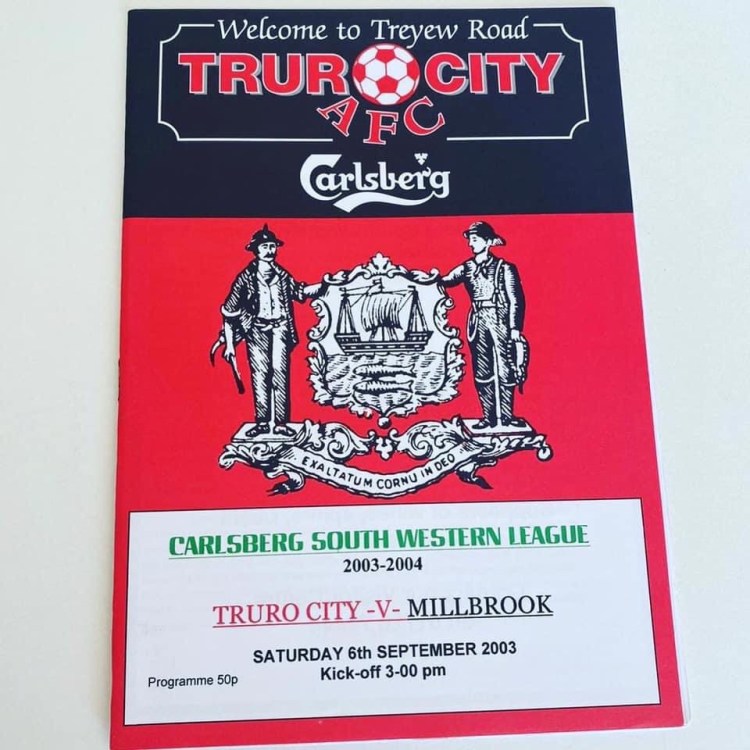 Welcome to Treyew Road
TRURO CITY
AFC
Carlsberg
EXALTATUM CORNU IN DEO
CARLSBERG SOUTH WESTERN LEAGUE
2003-2004
TRURO CITY -V- MILLBROOK
SATURDAY 6th SEPTEMBER 2003
Kick-off 3-00 pm
Programme 50p